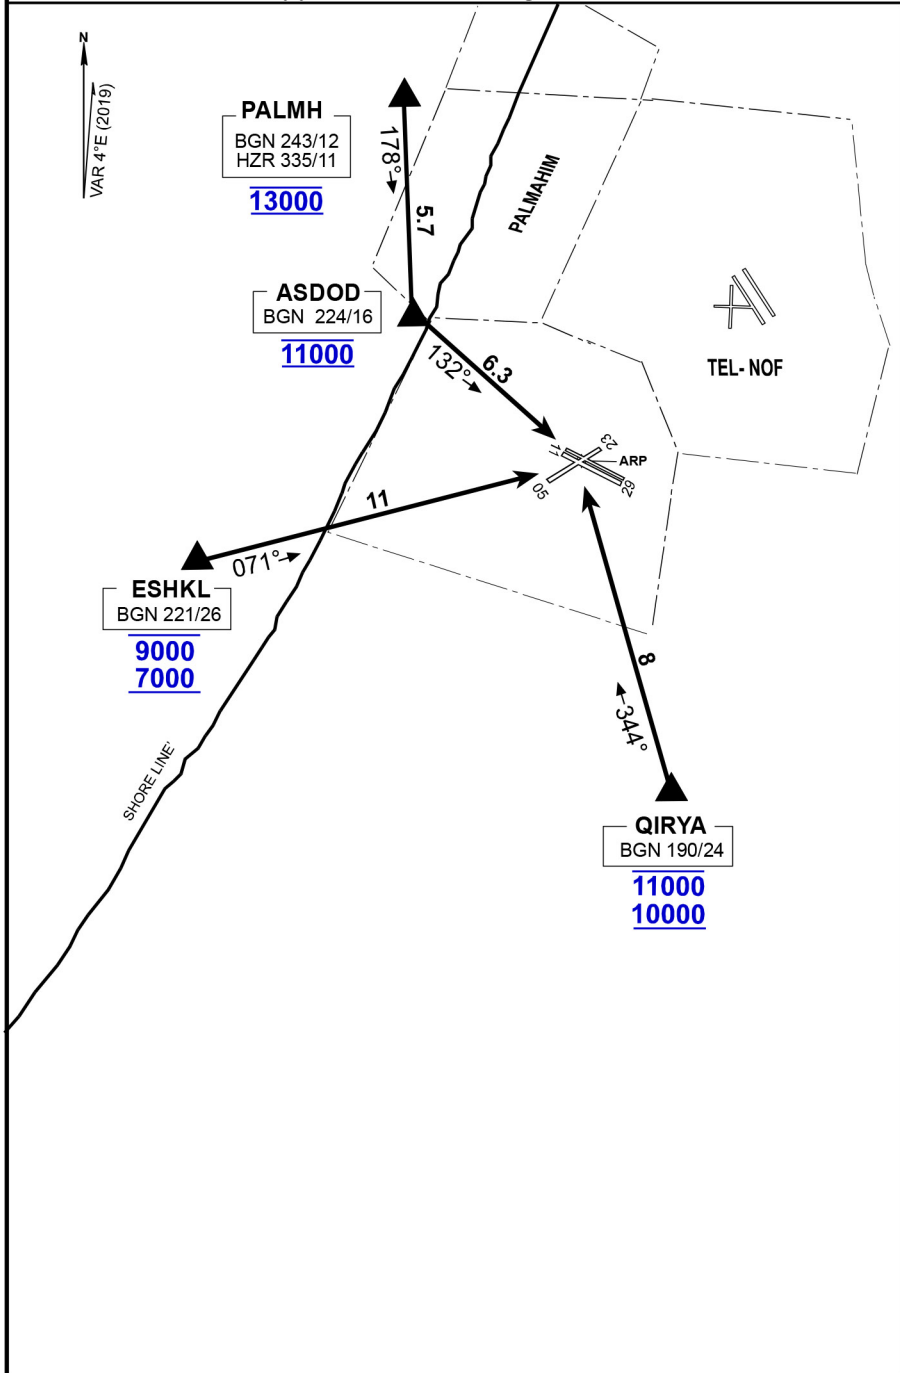 N
VAR 4°E (2019)
PALMH
BGN 243/12
HZR 335/11
13000
178°
5.7
PALMAHIM
ASDOD
BGN 224/16
11000
132°
6.3
TEL- NOF
11
23
ARP
05
29
11
071°
ESHKL
BGN 221/26
9000
7000
8
344°
SHORE LINE'
QIRYA
BGN 190/24
11000
10000